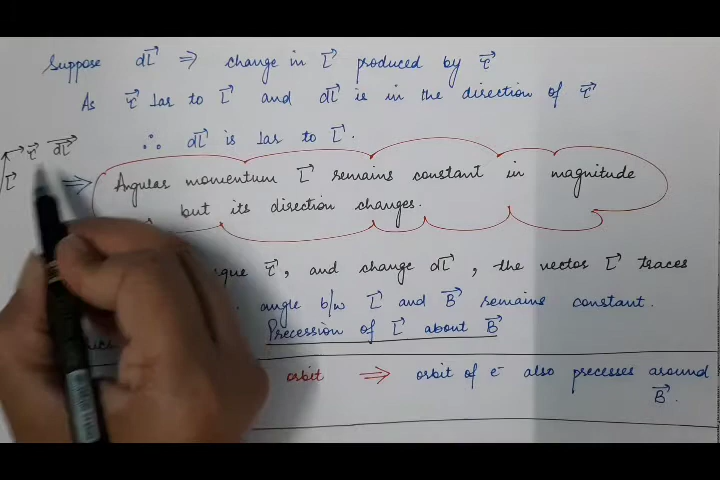 Suppose dL⃗ ⇒ change in L⃗ produced by τ⃗
As τ⃗ ⊥ar to L⃗ and dL⃗ is in the direction of τ⃗
∴ dL⃗ is ⊥ar to L⃗.
τ⃗ dL⃗
L⃗
⇒ Angular momentum L⃗ remains constant in magnitude
but its direction changes.
que τ⃗, and change dL⃗, the vector L⃗ traces
angle b/w L⃗ and B⃗ remains constant.
Precession of L⃗ about B⃗
orbit ⇒ orbit of e- also precesses around
B⃗.